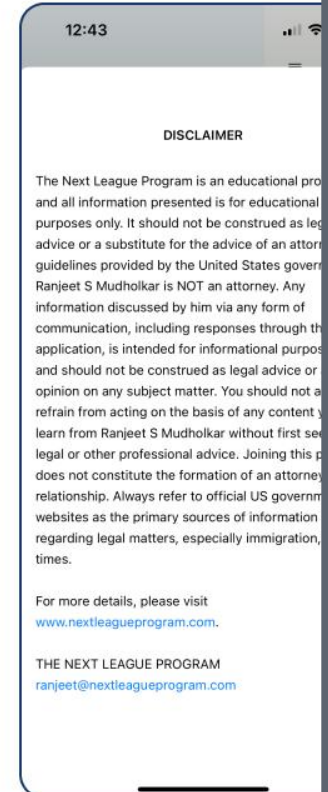 12:43
DISCLAIMER
The Next League Program is an educational pro
and all information presented is for educational
purposes only. It should not be construed as leg
advice or a substitute for the advice of an attorn
guidelines provided by the United States govern
Ranjeet S Mudholkar is NOT an attorney. Any
information discussed by him via any form of
communication, including responses through th
application, is intended for informational purpos
and should not be construed as legal advice or
opinion on any subject matter. You should not a
refrain from acting on the basis of any content y
learn from Ranjeet S Mudholkar without first see
legal or other professional advice. Joining this p
does not constitute the formation of an attorney
relationship. Always refer to official US governm
websites as the primary sources of information
regarding legal matters, especially immigration,
times.
For more details, please visit
www.nextleagueprogram.com.
THE NEXT LEAGUE PROGRAM
ranjeet@nextleagueprogram.com